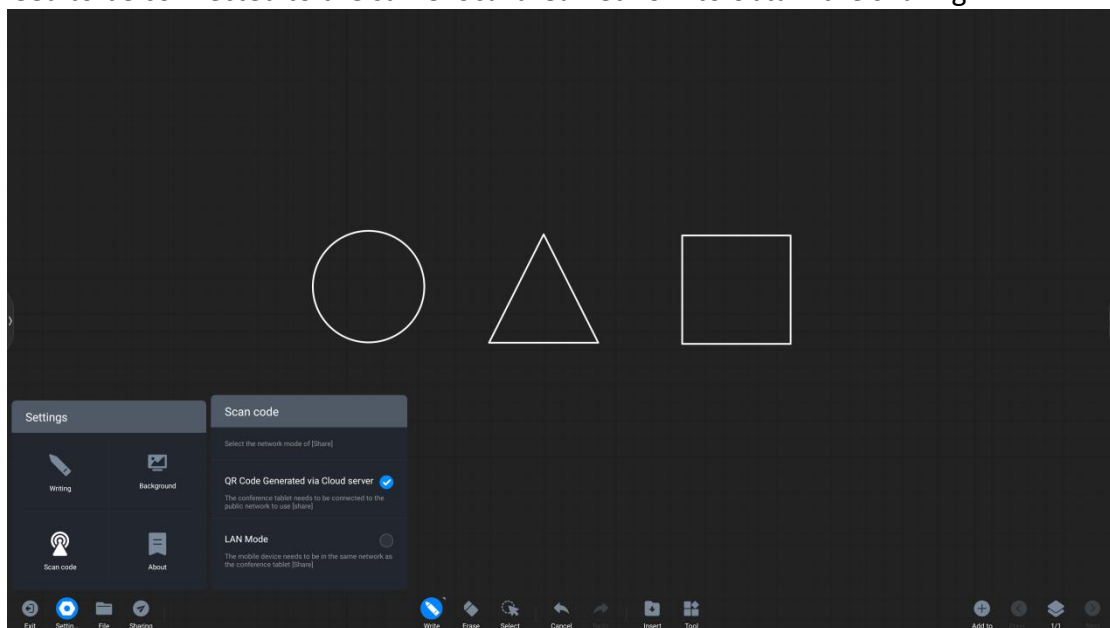 Settings
Writing
Background
Scan code
About
Scan code
Select the network mode of [Share]
QR Code Generated via Cloud server
The conference tablet needs to be connected to the
public network to use [share]
LAN Mode
The mobile device needs to be in the same network as
the conference tablet [Share]
Exit
Settin...
File
Sharing
Write
Erase
Select
Cancel
Insert
Tool
Add to
1/1